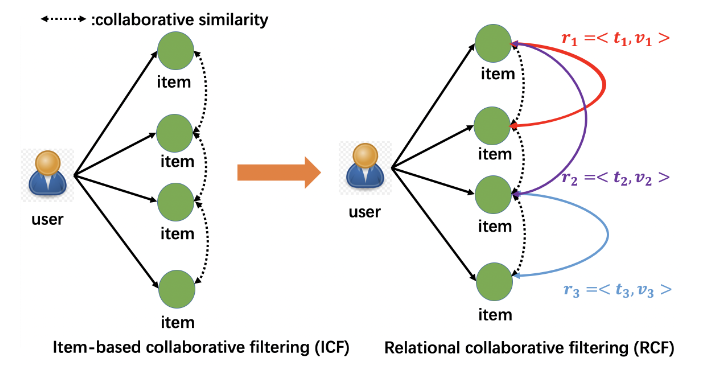 :collaborative similarity
item
item
item
item
user
Item-based collaborative filtering (ICF)
r₁ =< t₁, v₁ >
item
item
r₂ =< t₂, v₂ >
item
user
r₃ =< t₃, v₃ >
item
Relational collaborative filtering (RCF)